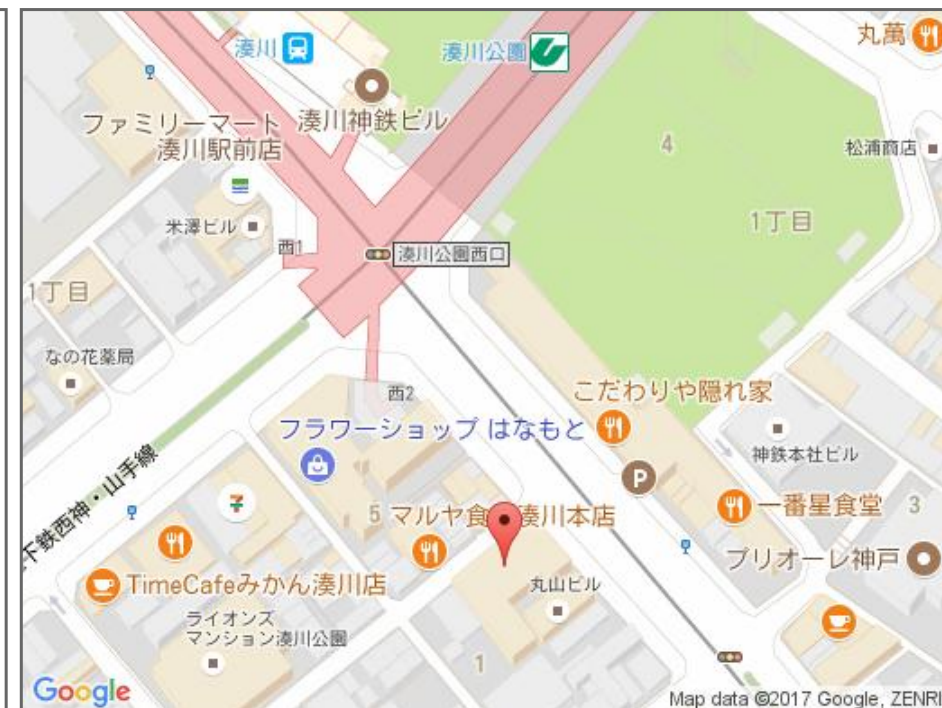 湊川
湊川公園
丸萬
ファミリーマート
湊川駅前店
湊川神鉄ビル
4
松浦商店
米澤ビル
1丁目
西1
湊川公園西口
1丁目
なの花薬局
西2
こだわりや隠れ家
フラワーショップ はなもと
神鉄本社ビル
下鉄西神・山手線
7
P
5
マルヤ食
湊川本店
一番星食堂
3
ブリオーレ神戸
TimeCafeみかん湊川店
丸山ビル
ライオンズ
マンション湊川公園
1
Google
Map data ©2017 Google, ZENRI